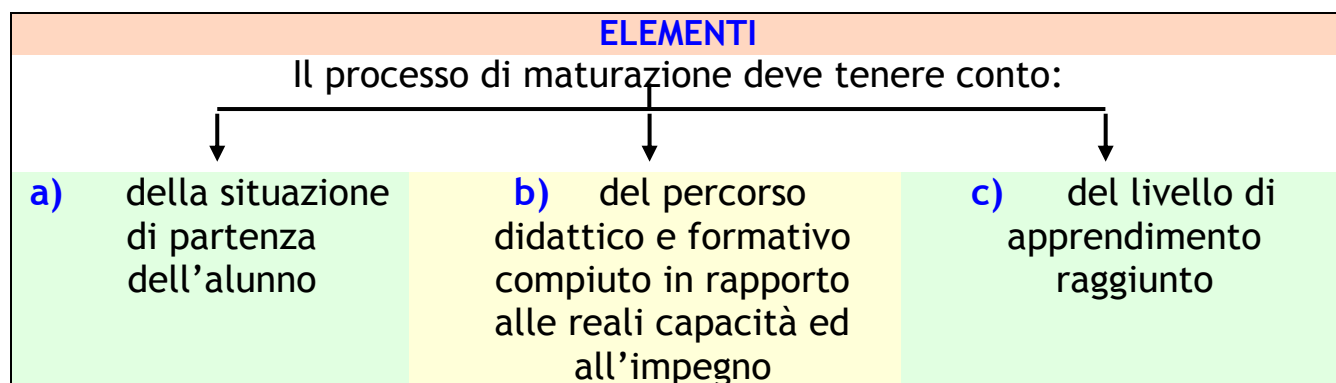 ELEMENTI
Il processo di maturazione deve tenere conto:
a) della situazione
di partenza
dell’alunno
b) del percorso
didattico e formativo
compiuto in rapporto
alle reali capacità ed
all’impegno
c) del livello di
apprendimento
raggiunto